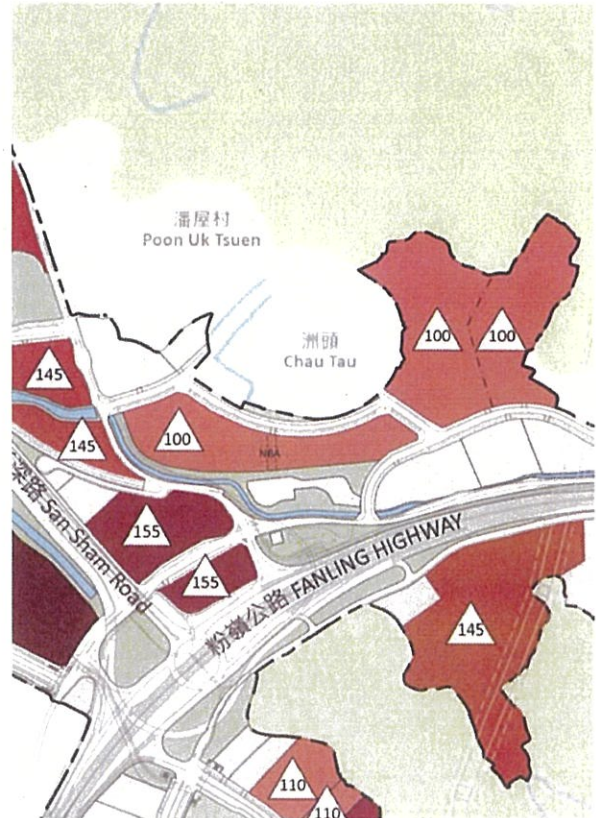 潘屋村
Poon Uk Tsuen
洲頭
Chau Tau
100
100
145
100
145
NBA
155
深路 San Sham Road
155
粉嶺公路 FANLING HIGHWAY
145
110
110